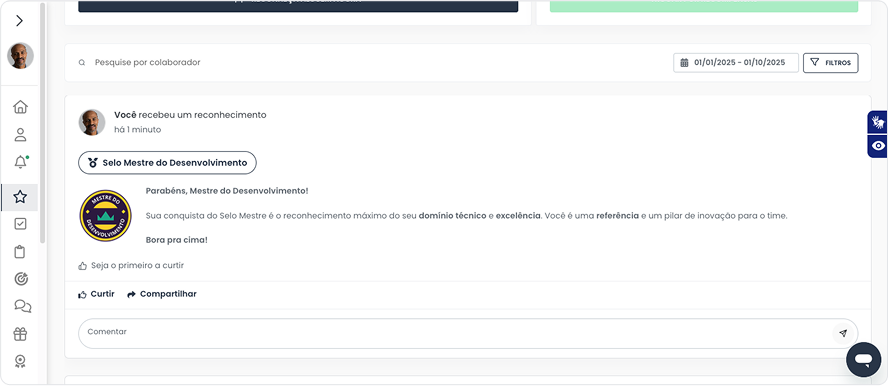 Pesquise por colaborador
01/01/2025 - 01/10/2025
FILTROS
Você recebeu um reconhecimento
há 1 minuto
Selo Mestre do Desenvolvimento
MESTRE DO
DESENVOLVIMENTO
Parabéns, Mestre do Desenvolvimento!
Sua conquista do Selo Mestre é o reconhecimento máximo do seu domínio técnico e excelência. Você é uma referência e um pilar de inovação para o time.
Bora pra cima!
Seja o primeiro a curtir
Curtir
Compartilhar
Comentar